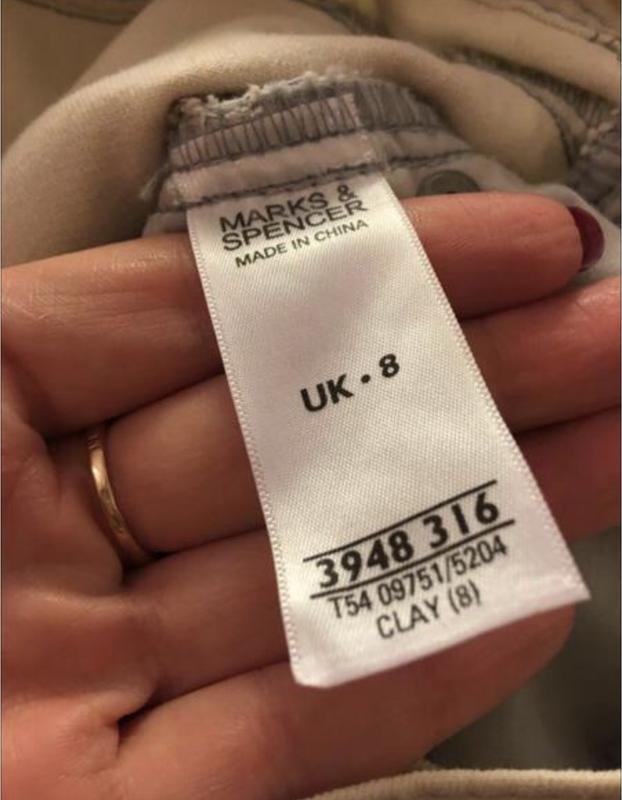 MARKS &
SPENCER
MADE IN CHINA
UK • 8
3948 316
T54 09751/5204
CLAY (8)